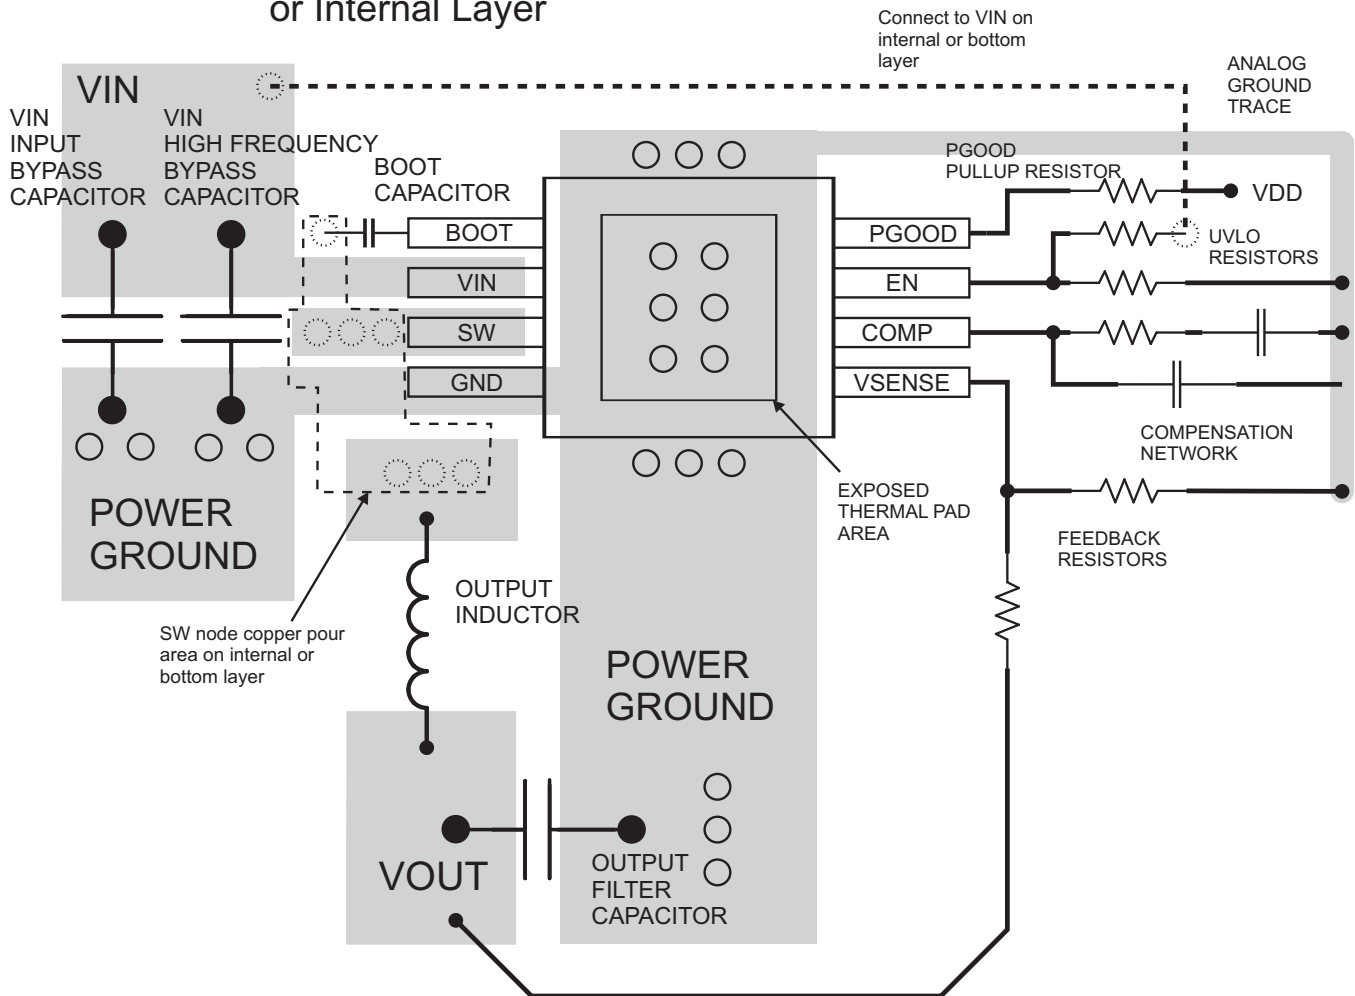 or Internal Layer
Connect to VIN on
internal or bottom
layer
ANALOG
GROUND
TRACE
VIN
VIN
INPUT
BYPASS
CAPACITOR
VIN
HIGH FREQUENCY
BYPASS
CAPACITOR
BOOT
CAPACITOR
PGOOD
PULLUP RESISTOR
VDD
BOOT
VIN
SW
GND
PGOOD
EN
COMP
VSENSE
UVLO
RESISTORS
COMPENSATION
NETWORK
EXPOSED
THERMAL PAD
AREA
FEEDBACK
RESISTORS
POWER
GROUND
OUTPUT
INDUCTOR
SW node copper pour
area on internal or
bottom layer
POWER
GROUND
VOUT
OUTPUT
FILTER
CAPACITOR